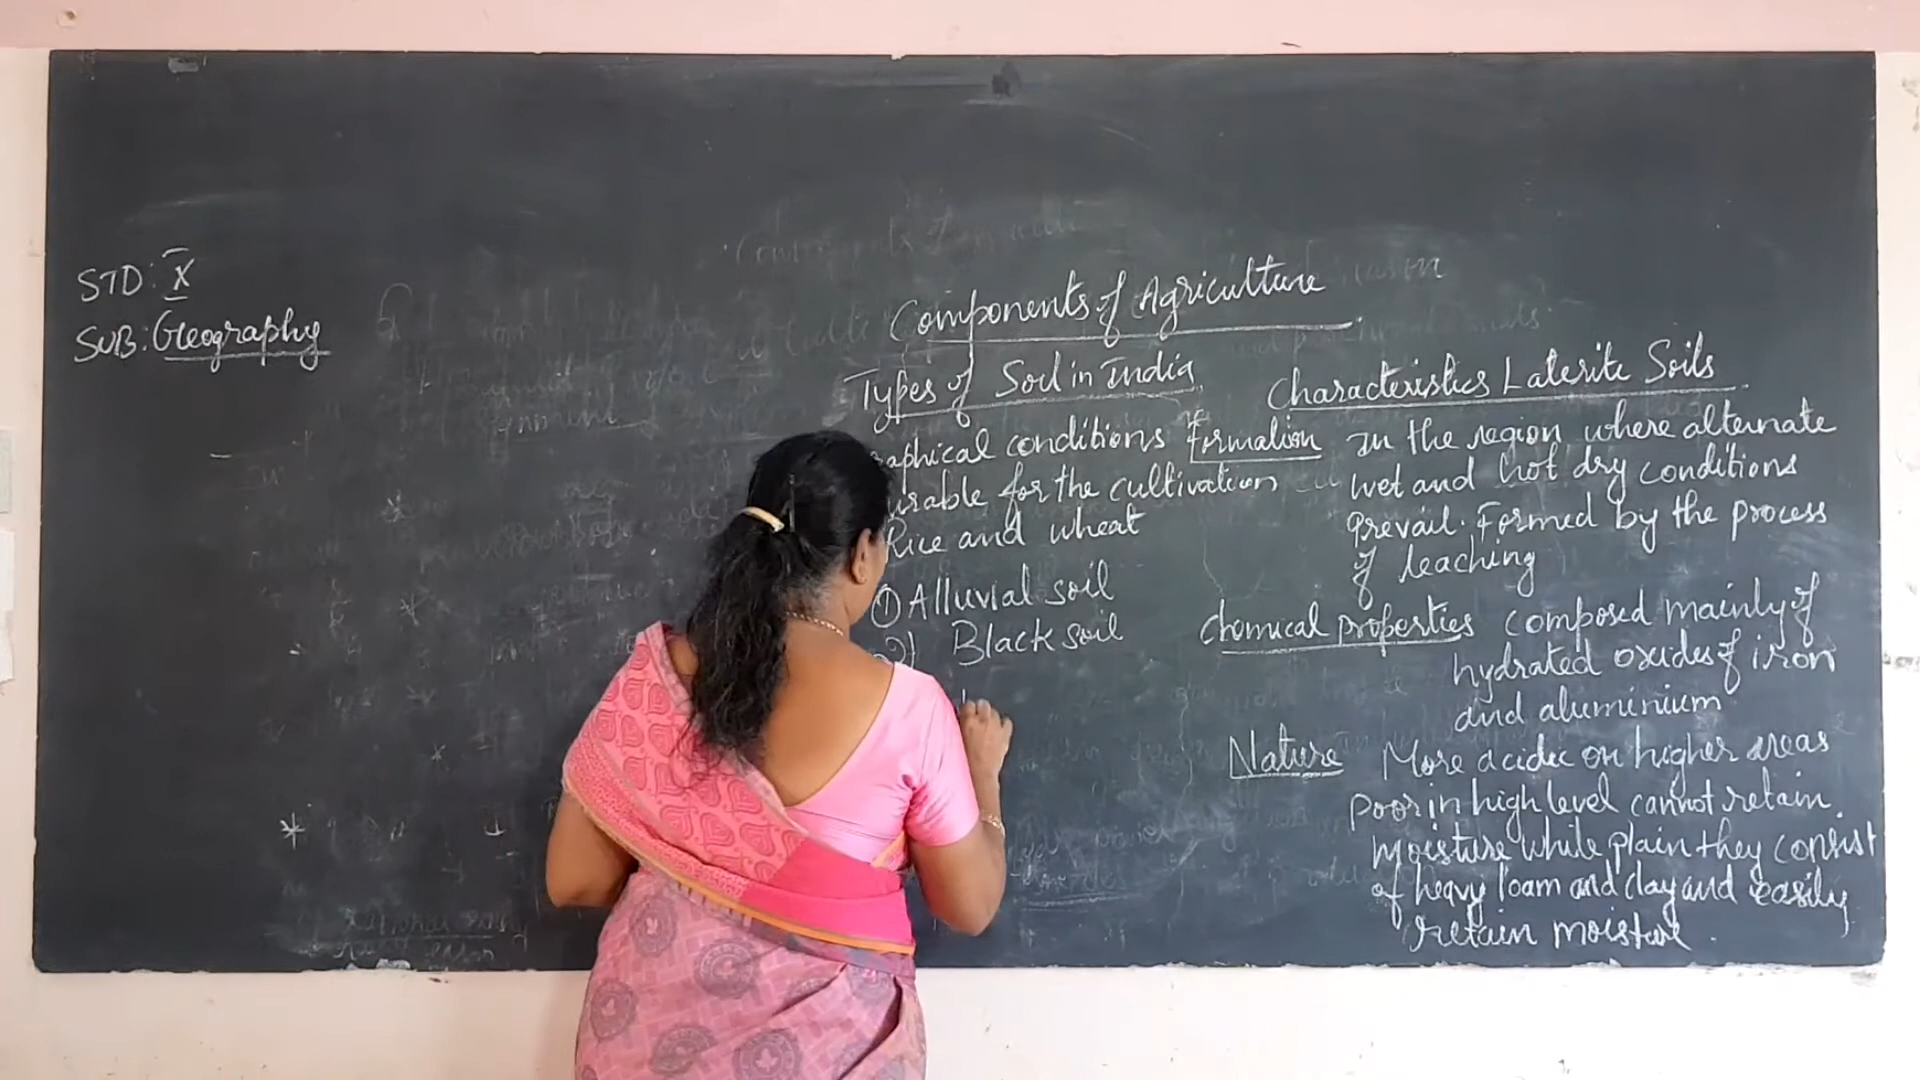 STD: X
SUB: Geography
Components of Agriculture
Types of Soil in India
raphical conditions
urable for the cultivation
Rice and wheat
① Alluvial soil
2) Black soil
Characteristics Laterite Soils
Formation In the region where alternate
wet and hot dry conditions
prevail. Formed by the process
of leaching
Chemical properties composed mainly of
hydrated oxides of iron
and aluminium
Nature More acidic on higher areas
poor in high level cannot retain
moisture while plain they consist
of heavy loam and clay and easily
retain moisture.